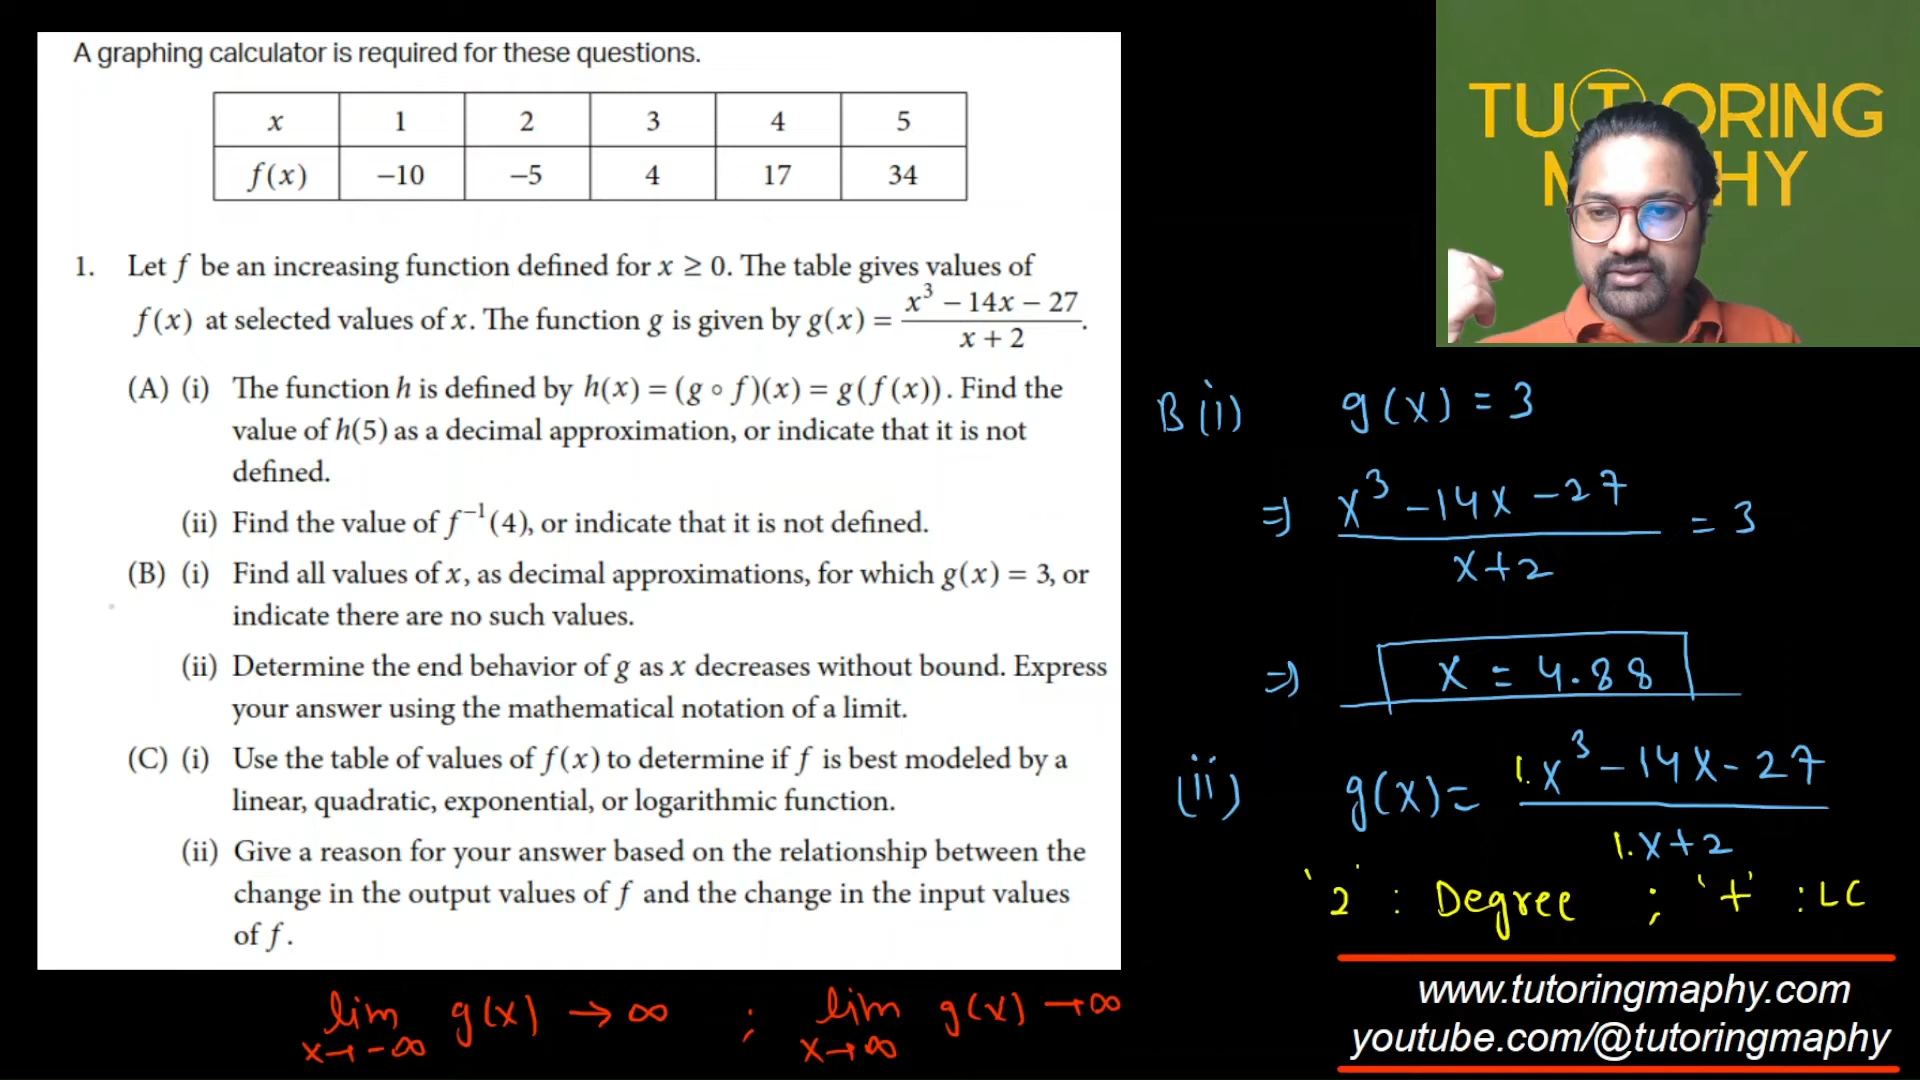 A graphing calculator is required for these questions.
x 1 2 3 4 5
f(x) −10 −5 4 17 34
1. Let f be an increasing function defined for x ≥ 0. The table gives values of
f(x) at selected values of x. The function g is given by g(x) = (x³ − 14x − 27)/(x + 2).
(A) (i) The function h is defined by h(x) = (g ∘ f)(x) = g(f(x)). Find the
value of h(5) as a decimal approximation, or indicate that it is not
defined.
(ii) Find the value of f⁻¹(4), or indicate that it is not defined.
(B) (i) Find all values of x, as decimal approximations, for which g(x) = 3, or
indicate there are no such values.
(ii) Determine the end behavior of g as x decreases without bound. Express
your answer using the mathematical notation of a limit.
(C) (i) Use the table of values of f(x) to determine if f is best modeled by a
linear, quadratic, exponential, or logarithmic function.
(ii) Give a reason for your answer based on the relationship between the
change in the output values of f and the change in the input values
of f.
TUTORING
MAPHY
B(i) g(x) = 3
⇒ (x³ − 14x − 27)/(x+2) = 3
⇒ x = 4.88
(ii) g(x) = (1.x³ − 14x − 27)/(1.x+2)
'2' : Degree ; '+' : LC
lim x→−∞ g(x) → ∞ ; lim x→∞ g(x) → ∞
www.tutoringmaphy.com
youtube.com/@tutoringmaphy